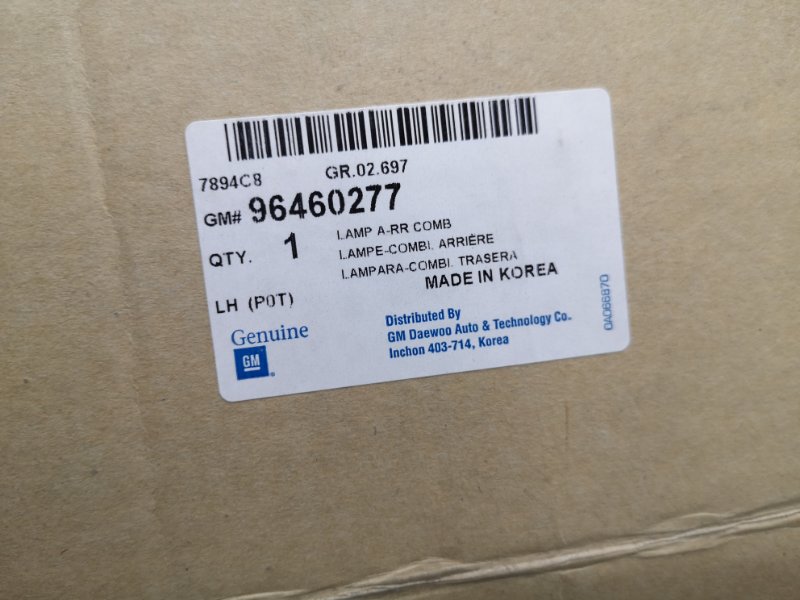 7894C8 GR.02.697
GM# 96460277
QTY. 1 LAMP A-RR COMB
LAMPE-COMBI. ARRIÈRE
LAMPARA-COMBI. TRASERA
MADE IN KOREA
LH (P0T)
Genuine
GM
Distributed By
GM Daewoo Auto & Technology Co.
Inchon 403-714, Korea
0A066870